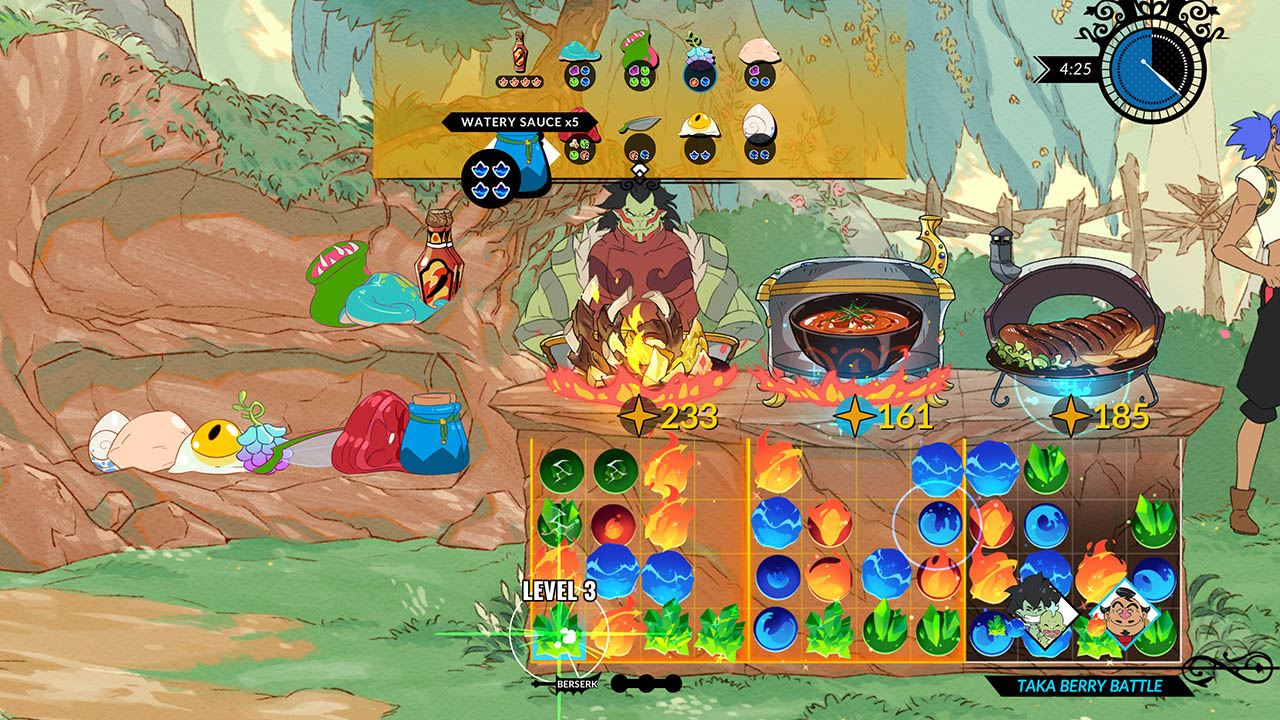 4:25
WATERY SAUCE x5
233
161
185
LEVEL 3
BERSERK
TAKA BERRY BATTLE